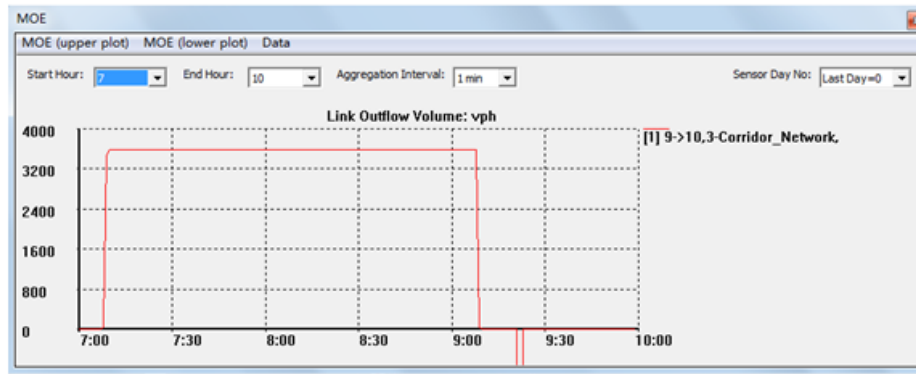 MOE
MOE (upper plot) MOE (lower plot) Data
Start Hour: 7 End Hour: 10 Aggregation Interval: 1 min Sensor Day No: Last Day=0
Link Outflow Volume: vph
4000
[1] 9->10,3-Corridor_Network,
3200
2400
1600
800
0
7:00 7:30 8:00 8:30 9:00 9:30 10:00